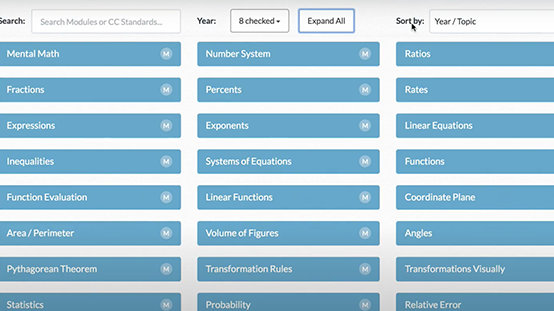 Search: Search Modules or CC Standards... Year: 8 checked Expand All Sort by: Year / Topic
Mental Math M Number System M Ratios
Fractions M Percents M Rates
Expressions M Exponents M Linear Equations
Inequalities M Systems of Equations M Functions
Function Evaluation M Linear Functions M Coordinate Plane
Area / Perimeter M Volume of Figures M Angles
Pythagorean Theorem M Transformation Rules M Transformations Visually
Statistics M Probability M Relative Error